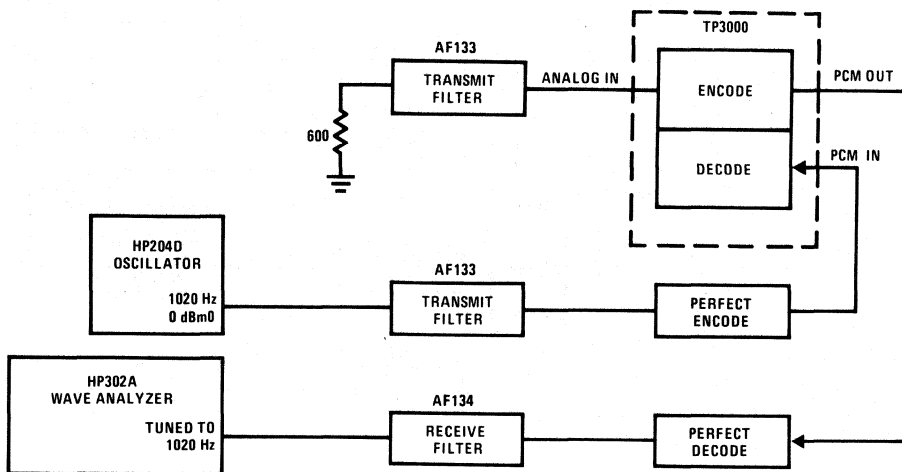 TP3000
AF133
TRANSMIT
FILTER
ANALOG IN
ENCODE
PCM OUT
600
DECODE
PCM IN
HP204D
OSCILLATOR
1020 Hz
0 dBm0
AF133
TRANSMIT
FILTER
PERFECT
ENCODE
HP302A
WAVE ANALYZER
TUNED TO
1020 Hz
AF134
RECEIVE
FILTER
PERFECT
DECODE